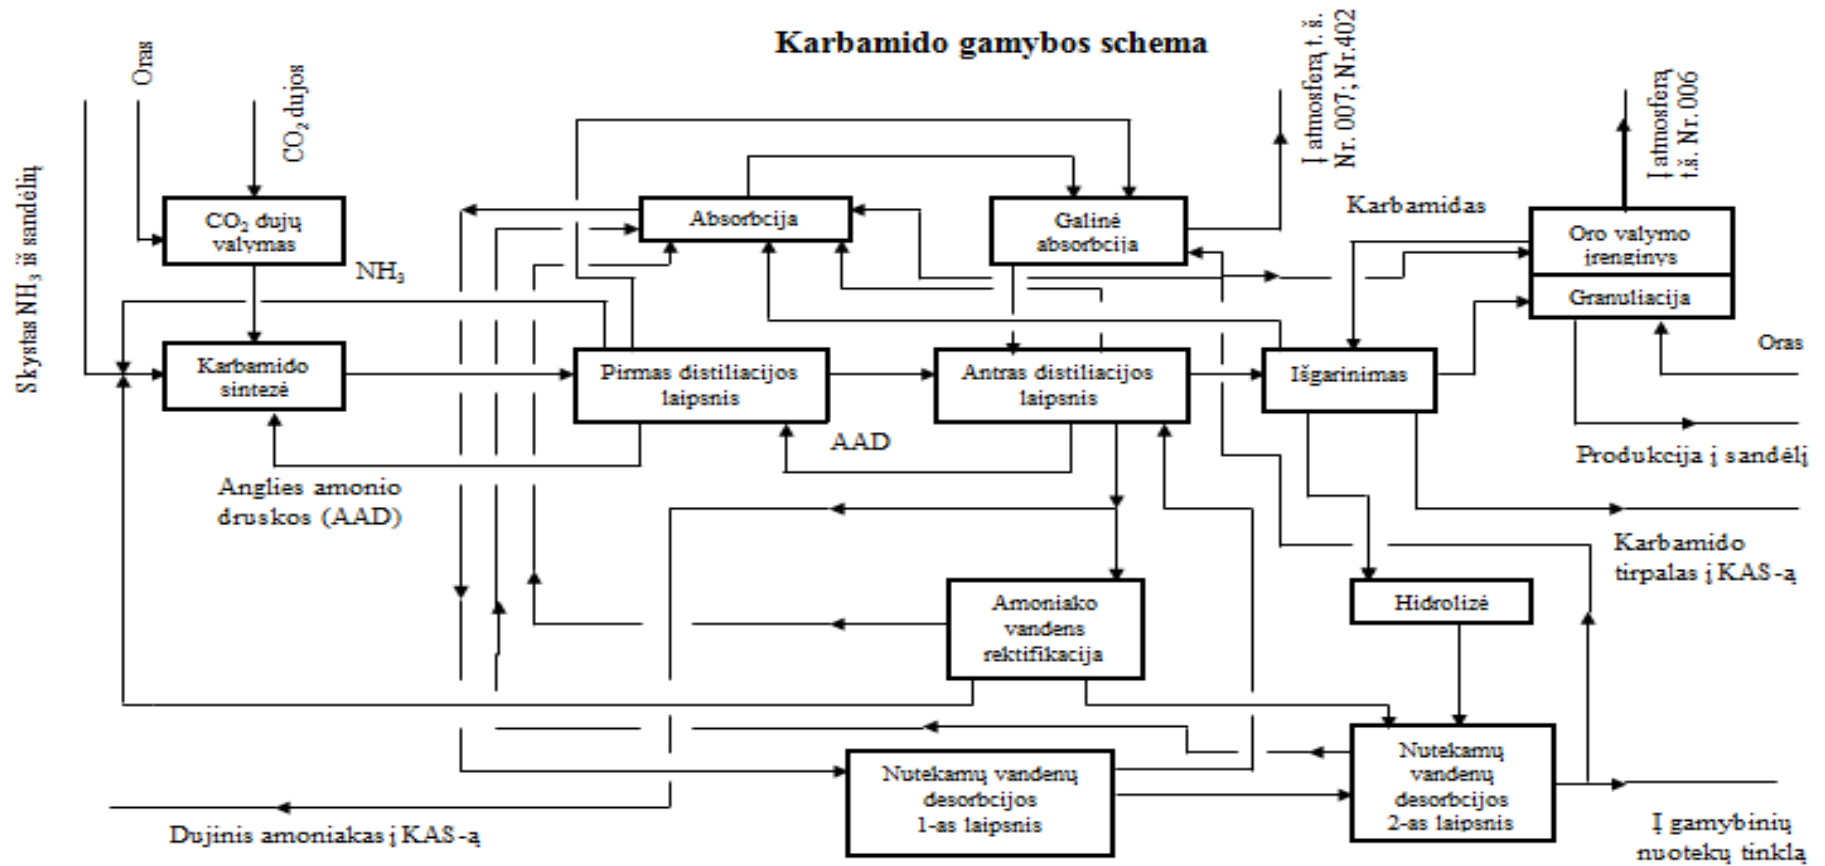 Karbamido gamybos schema
Oras
CO₂ dujos
Skystas NH₃ iš sandėlių
Į atmosferą t.š.
Nr. 007; Nr.402
Į atmosferą
t.š. Nr. 006
CO₂ dujų
valymas
Absorbcija
Galinė
absorbcija
Karbamidas
Oro valymo
įrenginys
Granuliacija
NH₃
Karbamido
sintezė
Pirmas distiliacijos
laipsnis
Antras distiliacijos
laipsnis
Išgarinimas
Oras
AAD
Produkcija į sandėlį
Anglies amonio
druskos (AAD)
Karbamido
tirpalas į KAS-ą
Amoniako
vandens
rektifikacija
Hidrolizė
Nutekamų vandenų
desorbcijos
1-as laipsnis
Nutekamų
vandenų
desorbcijos
2-as laipsnis
Dujinis amoniakas į KAS-ą
Į gamybinių
nuotekų tinklą